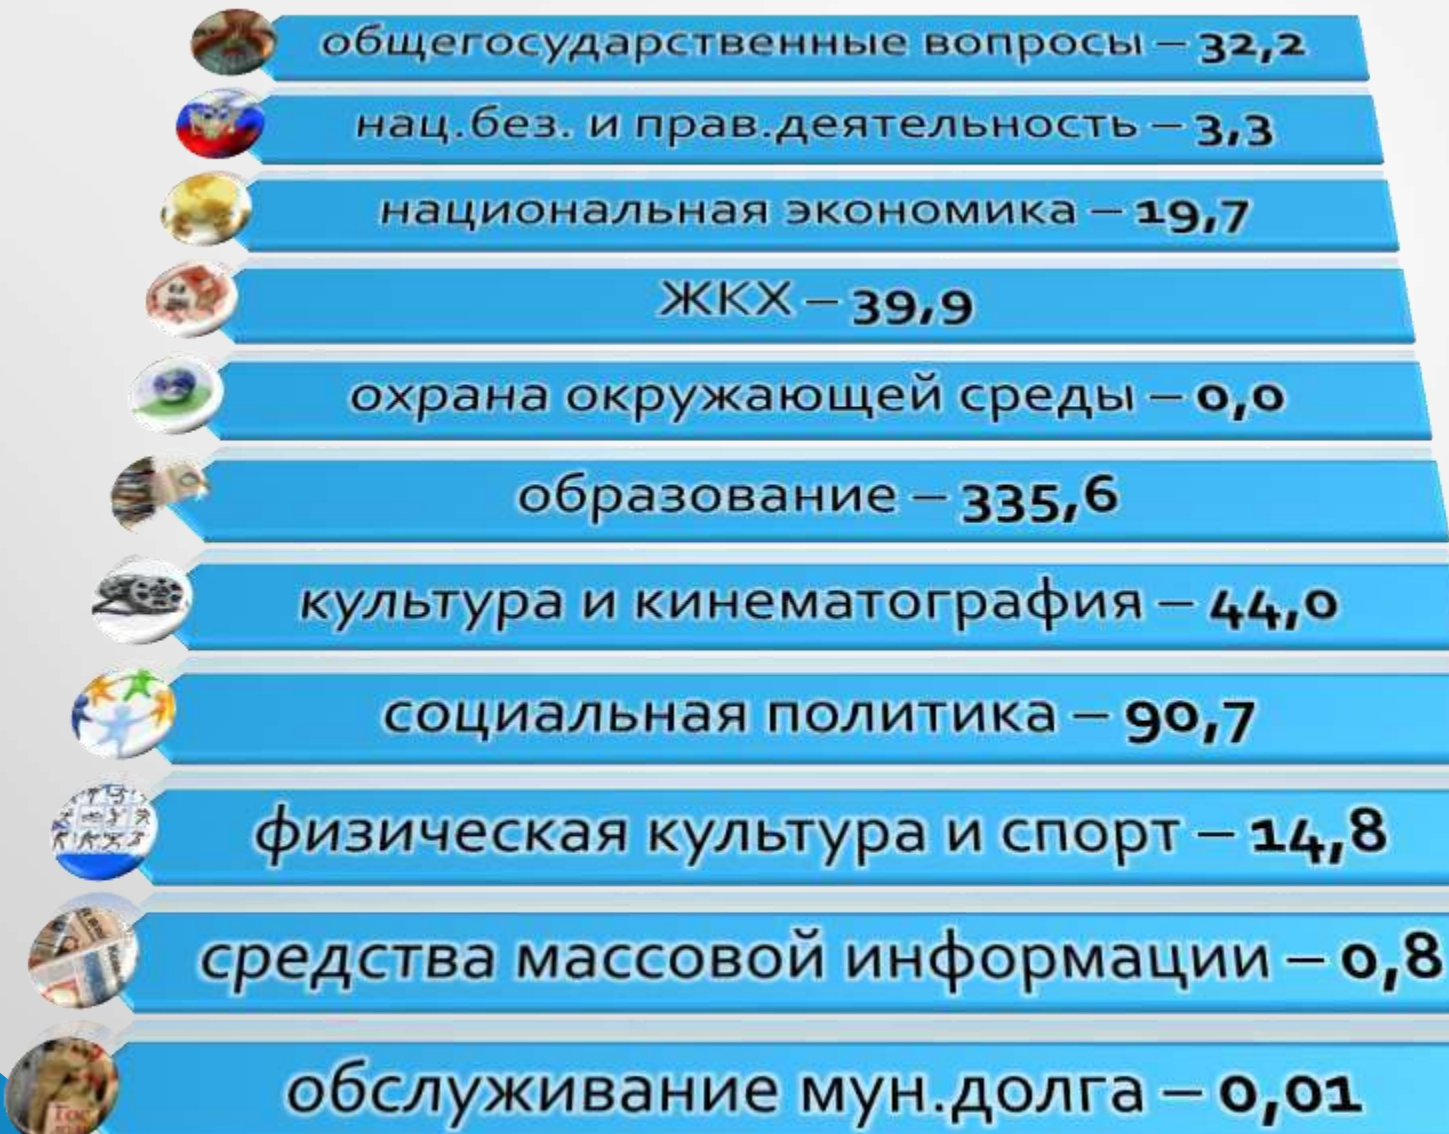 общегосударственные вопросы – 32,2
нац.без. и прав.деятельность – 3,3
национальная экономика – 19,7
ЖКХ – 39,9
охрана окружающей среды – 0,0
образование – 335,6
культура и кинематография – 44,0
социальная политика – 90,7
физическая культура и спорт – 14,8
средства массовой информации – 0,8
обслуживание мун.долга – 0,01